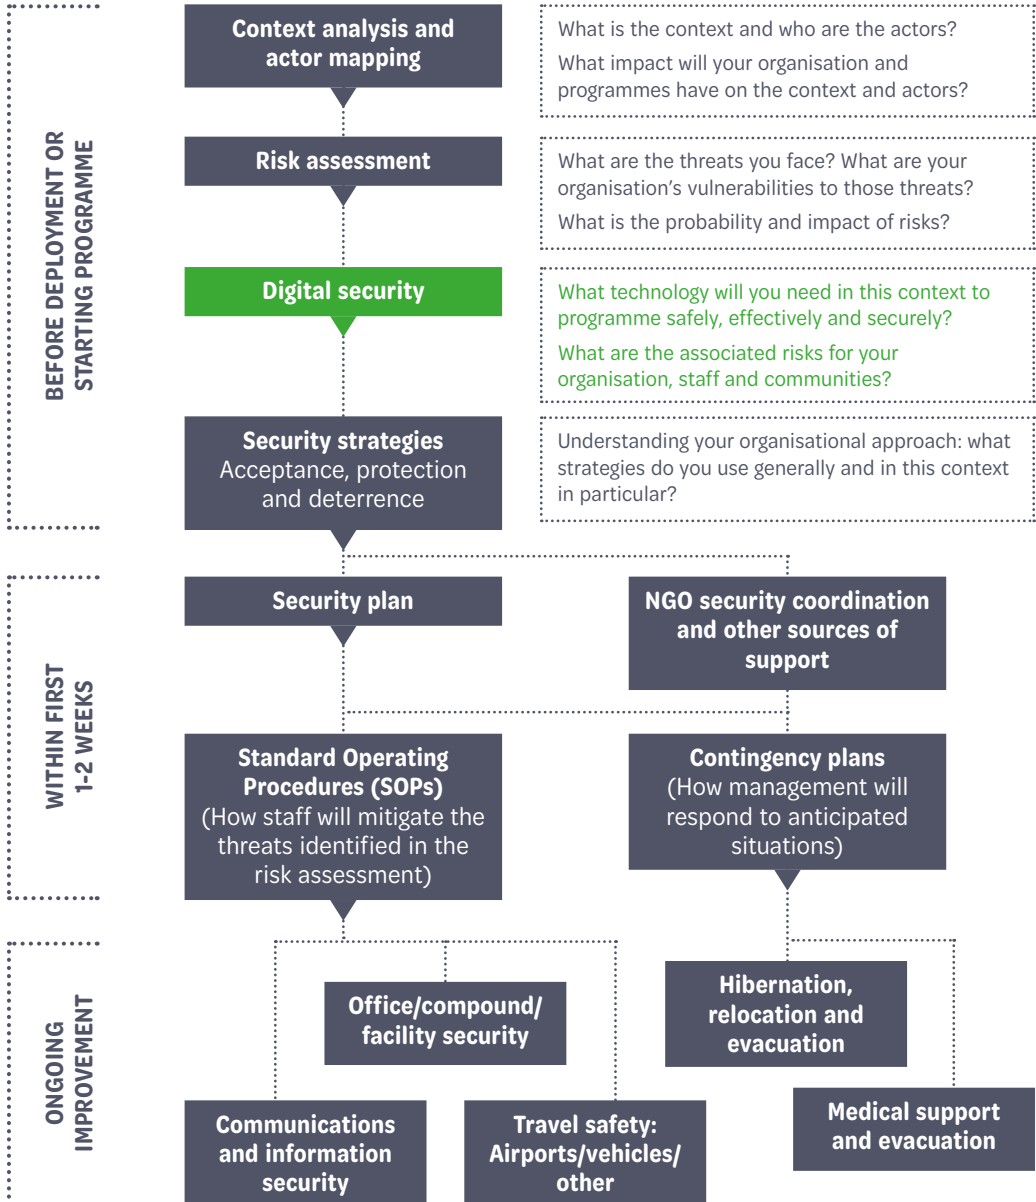 BEFORE DEPLOYMENT OR
STARTING PROGRAMME
Context analysis and
actor mapping
What is the context and who are the actors?
What impact will your organisation and
programmes have on the context and actors?
Risk assessment
What are the threats you face? What are your
organisation’s vulnerabilities to those threats?
What is the probability and impact of risks?
Digital security
What technology will you need in this context to
programme safely, effectively and securely?
What are the associated risks for your
organisation, staff and communities?
Security strategies
Acceptance, protection
and deterrence
Understanding your organisational approach: what
strategies do you use generally and in this context
in particular?
WITHIN FIRST
1-2 WEEKS
Security plan
NGO security coordination
and other sources of
support
Standard Operating
Procedures (SOPs)
(How staff will mitigate the
threats identified in the
risk assessment)
Contingency plans
(How management will
respond to anticipated
situations)
ONGOING
IMPROVEMENT
Office/compound/
facility security
Hibernation,
relocation and
evacuation
Communications
and information
security
Travel safety:
Airports/vehicles/
other
Medical support
and evacuation